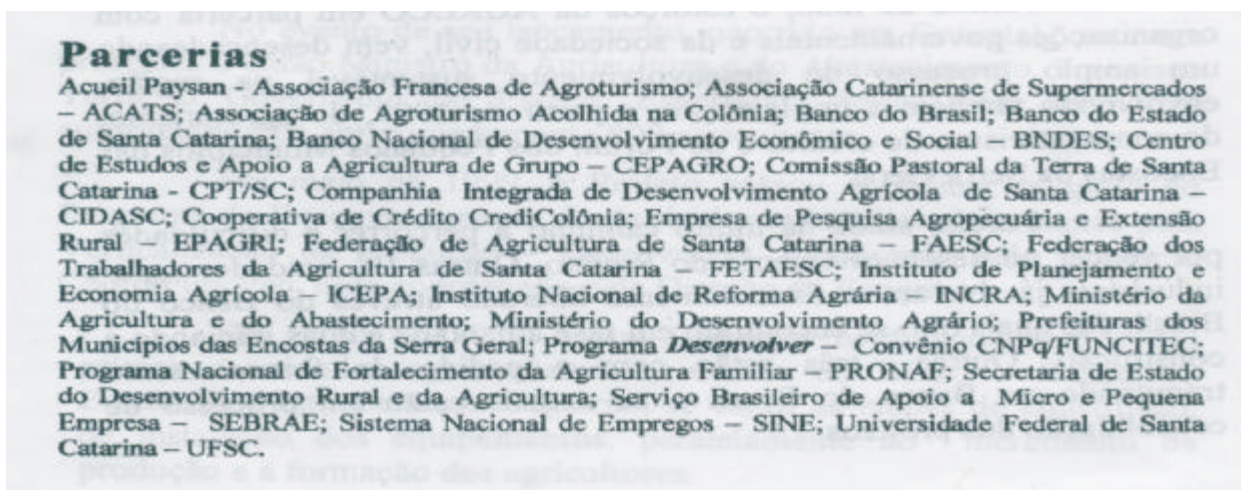 Parcerias
Acueil Paysan - Associação Francesa de Agroturismo; Associação Catarinense de Supermercados
– ACATS; Associação de Agroturismo Acolhida na Colônia; Banco do Brasil; Banco do Estado
de Santa Catarina; Banco Nacional de Desenvolvimento Econômico e Social – BNDES; Centro
de Estudos e Apoio a Agricultura de Grupo – CEPAGRO; Comissão Pastoral da Terra de Santa
Catarina - CPT/SC; Companhia Integrada de Desenvolvimento Agrícola de Santa Catarina –
CIDASC; Cooperativa de Crédito CrediColônia; Empresa de Pesquisa Agropecuária e Extensão
Rural – EPAGRI; Federação de Agricultura de Santa Catarina – FAESC; Federação dos
Trabalhadores da Agricultura de Santa Catarina – FETAESC; Instituto de Planejamento e
Economia Agrícola – ICEPA; Instituto Nacional de Reforma Agrária – INCRA; Ministério da
Agricultura e do Abastecimento; Ministério do Desenvolvimento Agrário; Prefeituras dos
Municípios das Encostas da Serra Geral; Programa Desenvolver – Convênio CNPq/FUNCITEC;
Programa Nacional de Fortalecimento da Agricultura Familiar – PRONAF; Secretaria de Estado
do Desenvolvimento Rural e da Agricultura; Serviço Brasileiro de Apoio a Micro e Pequena
Empresa – SEBRAE; Sistema Nacional de Empregos – SINE; Universidade Federal de Santa
Catarina – UFSC.
produção e a formação dos agricultores.